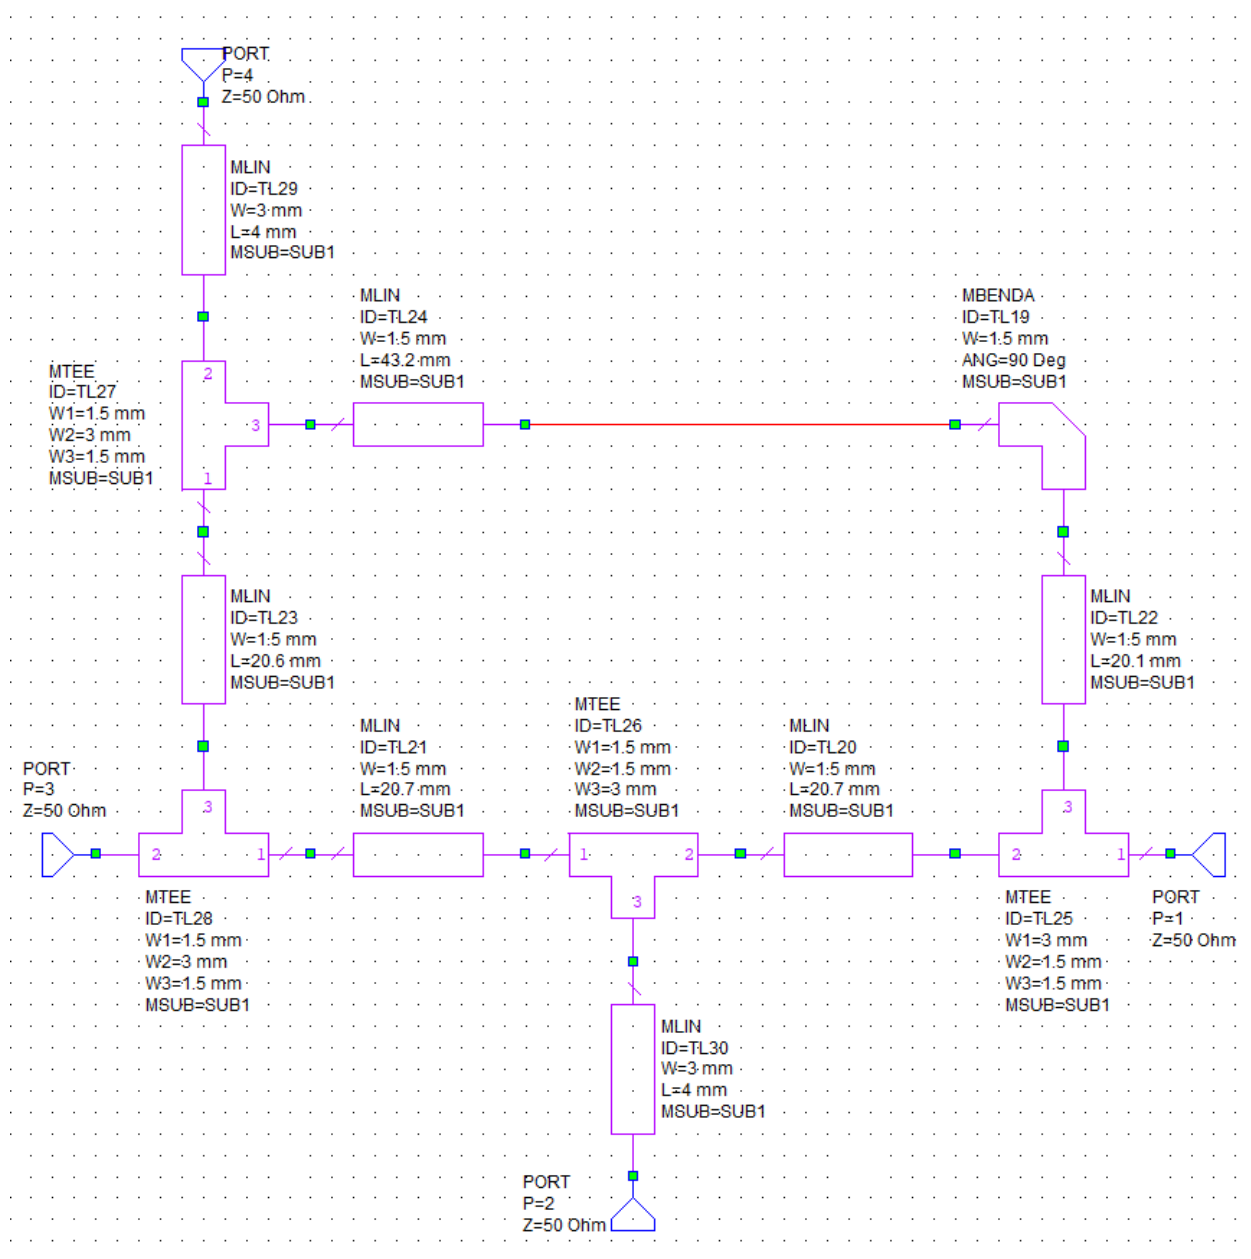 PORT
P=4
Z=50 Ohm
MLIN
ID=TL29
W=3 mm
L=4 mm
MSUB=SUB1
MLIN
ID=TL24
W=1.5 mm
L=43.2 mm
MSUB=SUB1
MBENDA
ID=TL19
W=1.5 mm
ANG=90 Deg
MSUB=SUB1
MTEE
ID=TL27
W1=1.5 mm
W2=3 mm
W3=1.5 mm
MSUB=SUB1
2
3
1
MLIN
ID=TL23
W=1.5 mm
L=20.6 mm
MSUB=SUB1
MLIN
ID=TL22
W=1.5 mm
L=20.1 mm
MSUB=SUB1
PORT
P=3
Z=50 Ohm
MLIN
ID=TL21
W=1.5 mm
L=20.7 mm
MSUB=SUB1
MTEE
ID=TL26
W1=1.5 mm
W2=1.5 mm
W3=3 mm
MSUB=SUB1
MLIN
ID=TL20
W=1.5 mm
L=20.7 mm
MSUB=SUB1
3
2
1
1
2
3
3
2
1
MTEE
ID=TL28
W1=1.5 mm
W2=3 mm
W3=1.5 mm
MSUB=SUB1
MTEE
ID=TL25
W1=3 mm
W2=1.5 mm
W3=1.5 mm
MSUB=SUB1
PORT
P=1
Z=50 Ohm
MLIN
ID=TL30
W=3 mm
L=4 mm
MSUB=SUB1
PORT
P=2
Z=50 Ohm